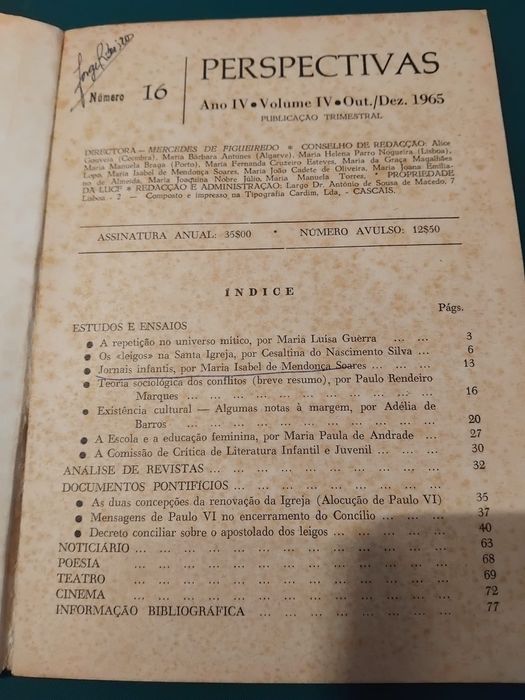 Jorge Ribeiro
Número 16
PERSPECTIVAS
Ano IV • Volume IV • Out./Dez. 1965
PUBLICAÇÃO TRIMESTRAL
DIRECTORA — MERCEDES DE FIGUEIREDO * CONSELHO DE REDACÇÃO: Alice
Gouveia (Coimbra), Maria Bárbara Antunes (Algarve), Maria Helena Parro Nogueira (Lisboa),
Maria Manuela Braga (Porto), Maria Fernanda Cruzeiro Esteves, Maria da Graça Magalhães
Lopo, Maria Isabel de Mendonça Soares, Maria João Cadete de Oliveira, Maria Joana Emilia-
no de Almeida, Maria Joaquina Nobre Júlio, Maria Manuela Torres, * PROPRIEDADE
DA LUCF * REDACÇÃO E ADMINISTRAÇÃO: Largo Dr. António de Sousa de Macedo, 7
Lisboa - 2 — Composto e impresso na Tipografia Cardim, Lda, - CASCAIS.
ASSINATURA ANUAL: 35$00 * NÚMERO AVULSO: 12$50
ÍNDICE
Págs.
ESTUDOS E ENSAIOS
• A repetição no universo mítico, por Maria Luísa Guerra ... ... 3
• Os «leigos» na Santa Igreja, por Cesaltina do Nascimento Silva ... 6
• Jornais infantis, por Maria Isabel de Mendonça Soares ... ... 13
• Teoria sociológica dos conflitos (breve resumo), por Paulo Rendeiro
Marques ... ... ... ... ... ... ... ... ... ... 16
• Existência cultural — Algumas notas à margem, por Adélia de
Barros ... ... ... ... ... ... ... ... ... 20
• A Escola e a educação feminina, por Maria Paula de Andrade ... 27
• A Comissão de Crítica de Literatura Infantil e Juvenil ... ... 30
ANÁLISE DE REVISTAS ... ... ... ... ... ... ... ... 32
DOCUMENTOS PONTIFÍCIOS ... ... ... ... ... ... ...
• As duas concepções da renovação da Igreja (Alocução de Paulo VI) 35
• Mensagens de Paulo VI no encerramento do Concílio ... ... ... 37
• Decreto conciliar sobre o apostolado dos leigos ... ... ... ... 40
NOTICIÁRIO ... ... ... ... ... ... ... ... ... ... 63
POESIA ... ... ... ... ... ... ... ... ... ... 68
TEATRO ... ... ... ... ... ... ... ... ... ... 69
CINEMA ... ... ... ... ... ... ... ... ... ... 72
INFORMAÇÃO BIBLIOGRÁFICA ... ... ... ... ... ... ... 77